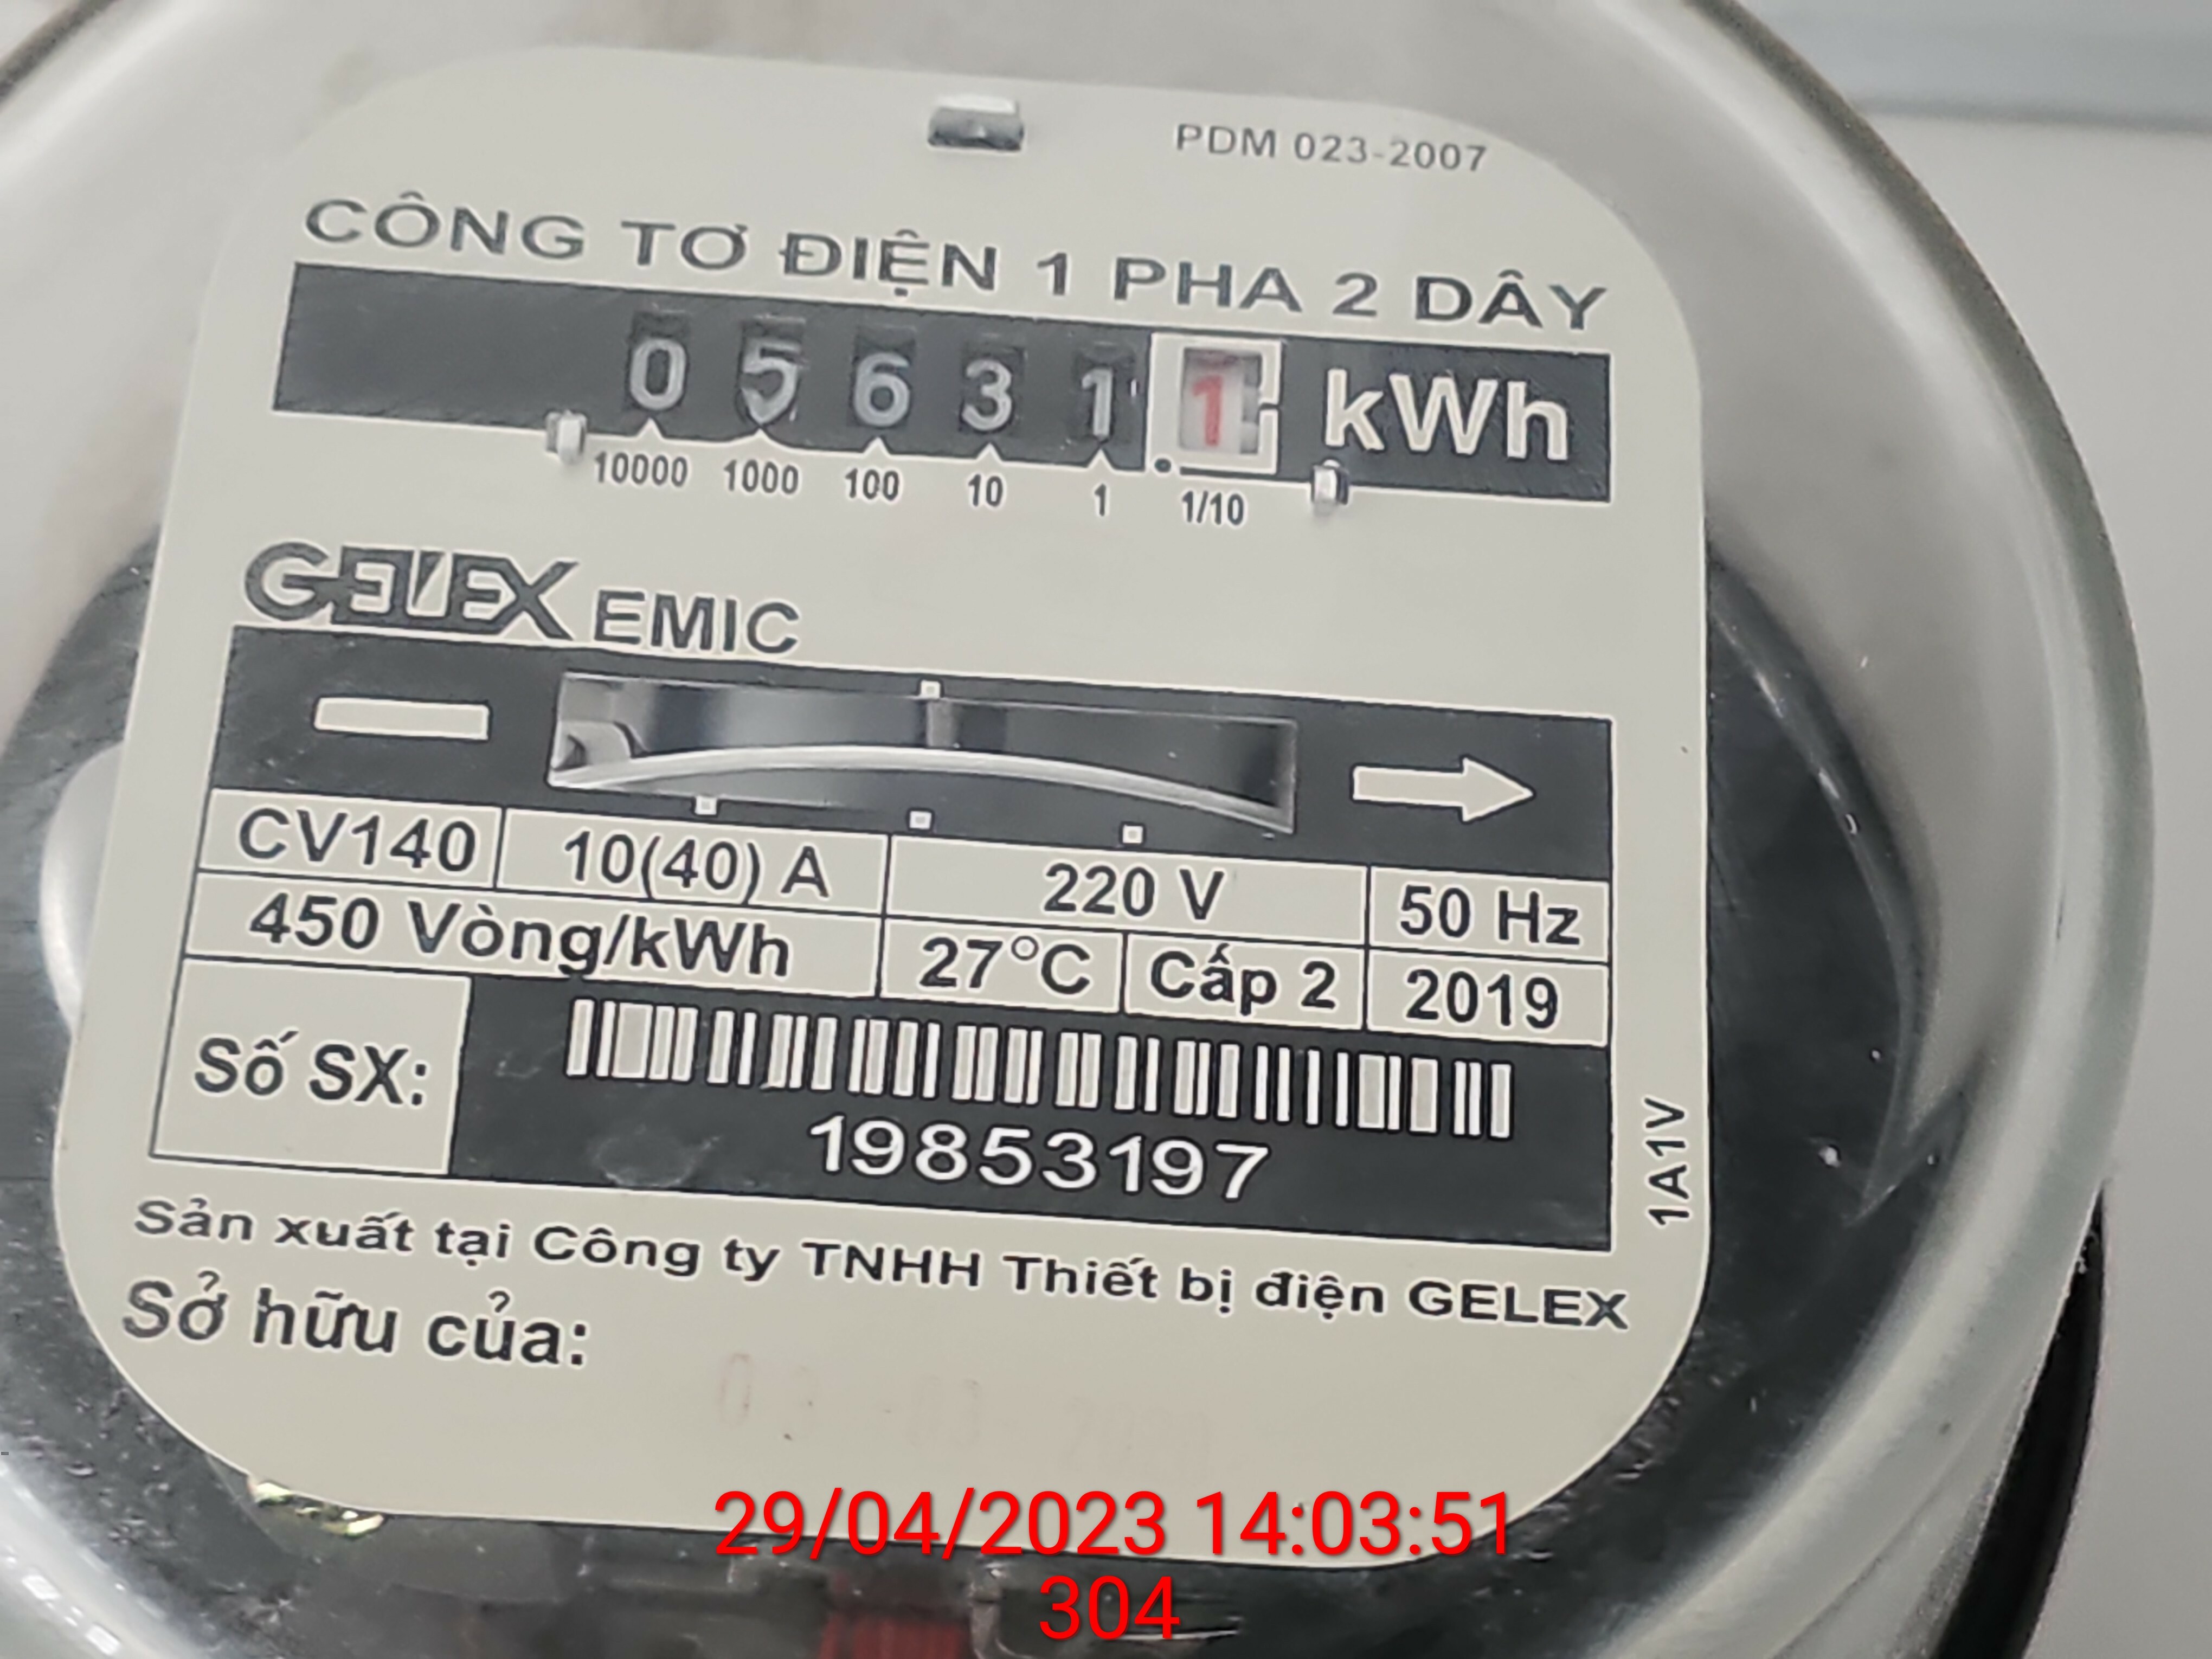 PDM 023-2007
CÔNG TƠ ĐIỆN 1 PHA 2 DÂY
0 5 6 3 1 1 kWh
10000 1000 100 10 1 1/10
GELEX EMIC
CV140 10(40) A 220 V 50 Hz
450 Vòng/kWh 27°C Cấp 2 2019
Số SX:
19853197
1A1V
Sản xuất tại Công ty TNHH Thiết bị điện GELEX
Sở hữu của:
29/04/2023 14:03:51
304